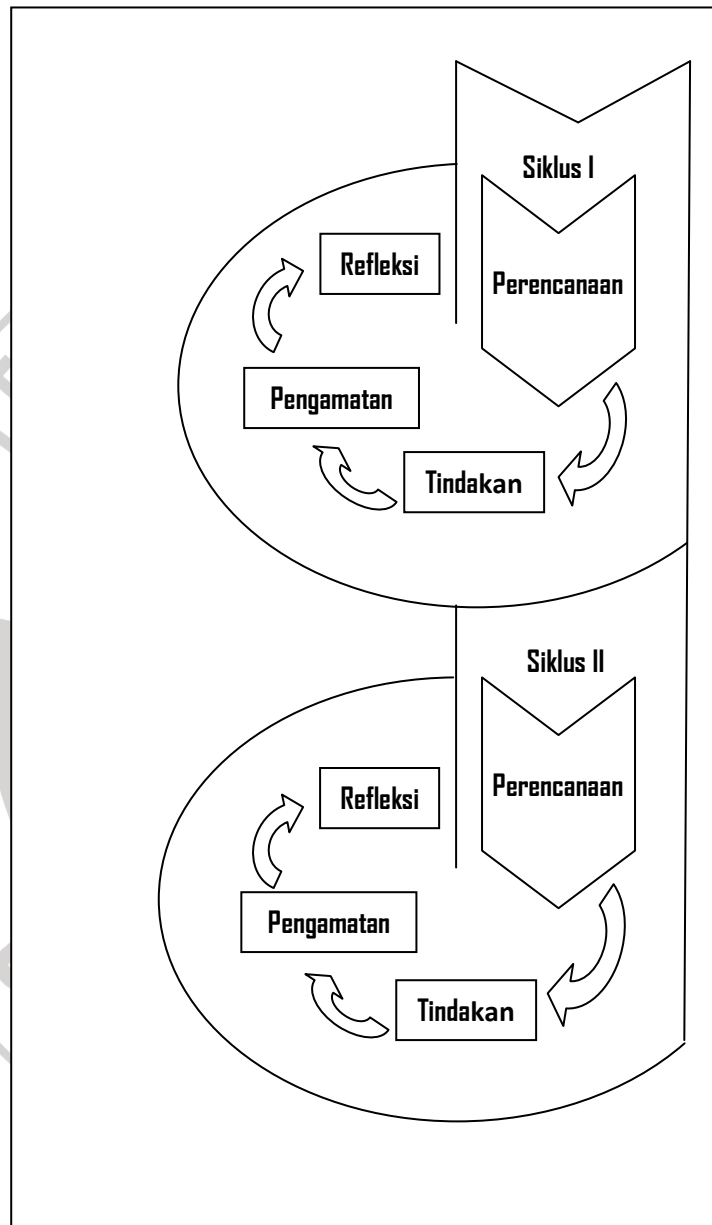 Siklus I
Perencanaan
Tindakan
Pengamatan
Refleksi
Siklus II
Perencanaan
Tindakan
Pengamatan
Refleksi